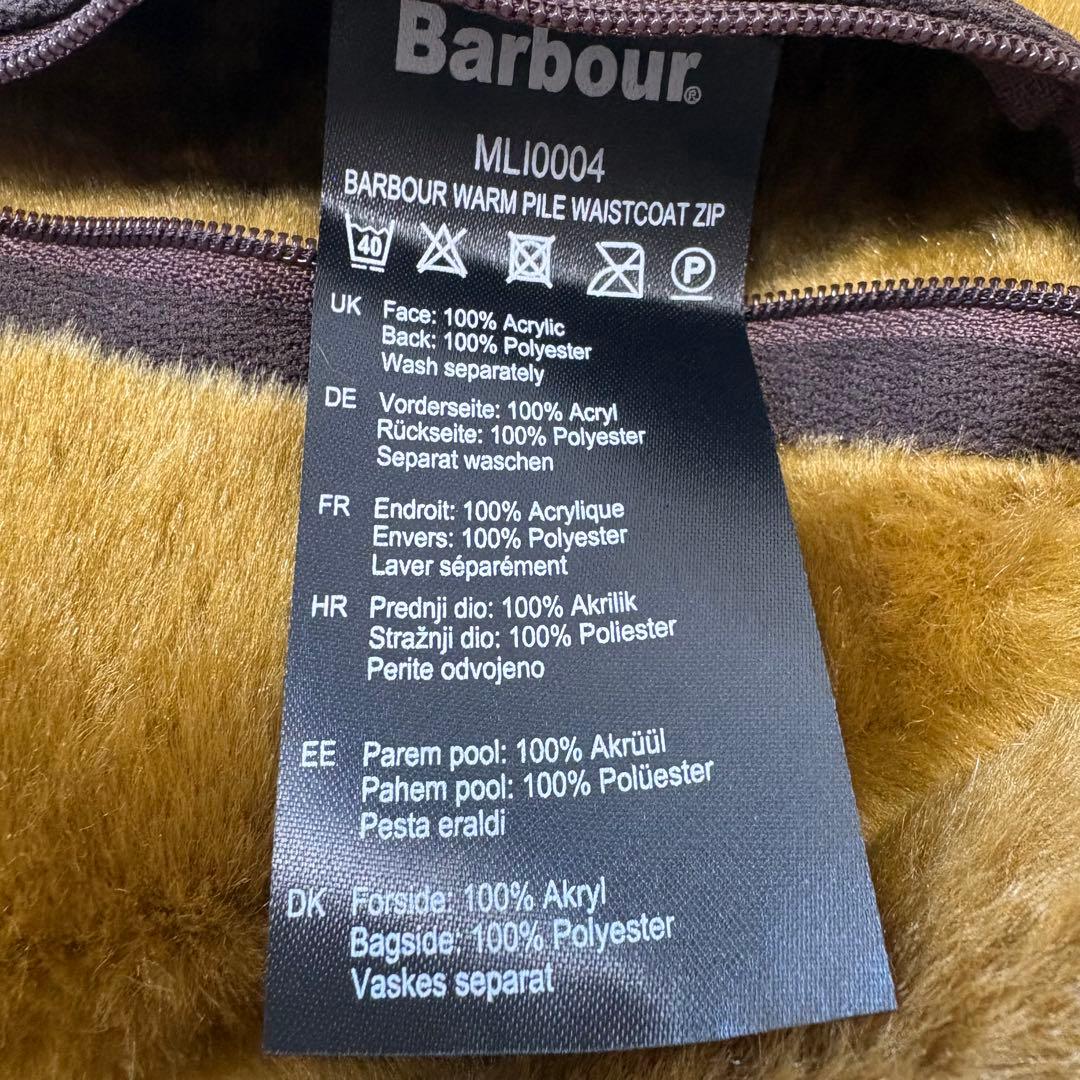 Barbour®
MLI0004
BARBOUR WARM PILE WAISTCOAT ZIP
40
P
UK Face: 100% Acrylic
Back: 100% Polyester
Wash separately
DE Vorderseite: 100% Acryl
Rückseite: 100% Polyester
Separat waschen
FR Endroit: 100% Acrylique
Envers: 100% Polyester
Laver séparément
HR Prednji dio: 100% Akrilik
Stražnji dio: 100% Poliester
Perite odvojeno
EE Parem pool: 100% Akrüül
Pahem pool: 100% Polüester
Pesta eraldi
DK Forside: 100% Akryl
Bagside: 100% Polyester
Vaskes separat